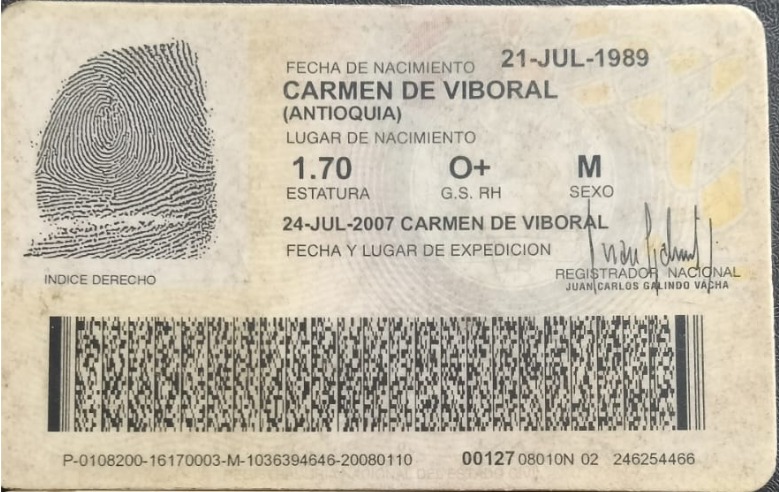 FECHA DE NACIMIENTO 21-JUL-1989
CARMEN DE VIBORAL
(ANTIOQUIA)
LUGAR DE NACIMIENTO
1.70 O+ M
ESTATURA G.S. RH SEXO
24-JUL-2007 CARMEN DE VIBORAL
FECHA Y LUGAR DE EXPEDICION
INDICE DERECHO
REGISTRADOR NACIONAL
JUAN CARLOS GALINDO VACHA
P-0108200-16170003-M-1036394646-20080110 00127 08010N 02 246254466